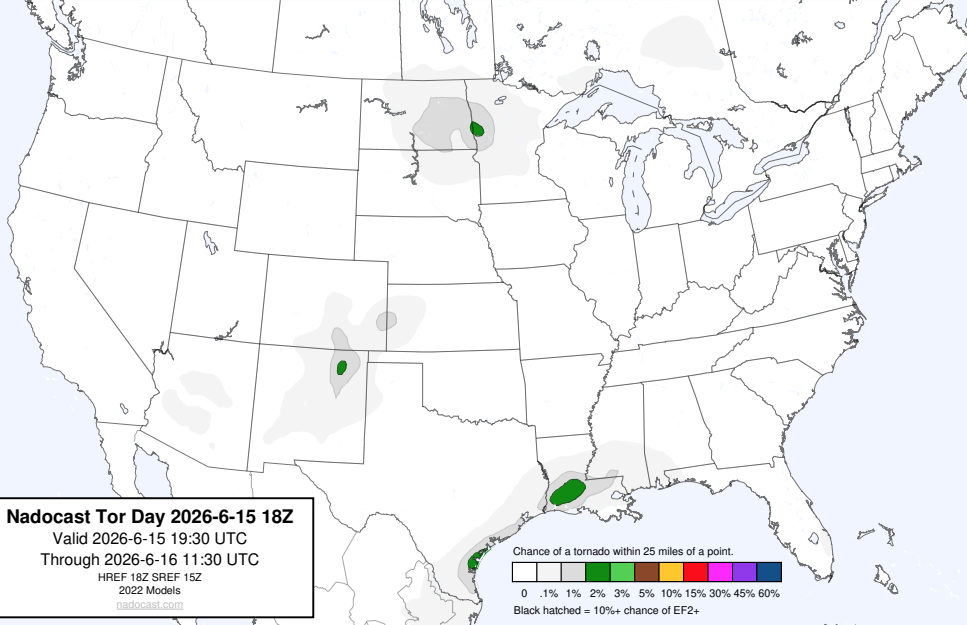 Nadocast Tor Day 2026-6-15 18Z
Valid 2026-6-15 19:30 UTC
Through 2026-6-16 11:30 UTC
HREF 18Z SREF 15Z
2022 Models
nadocast.com
Chance of a tornado within 25 miles of a point.
0 .1% 1% 2% 3% 5% 10% 15% 30% 45% 60%
Black hatched = 10%+ chance of EF2+